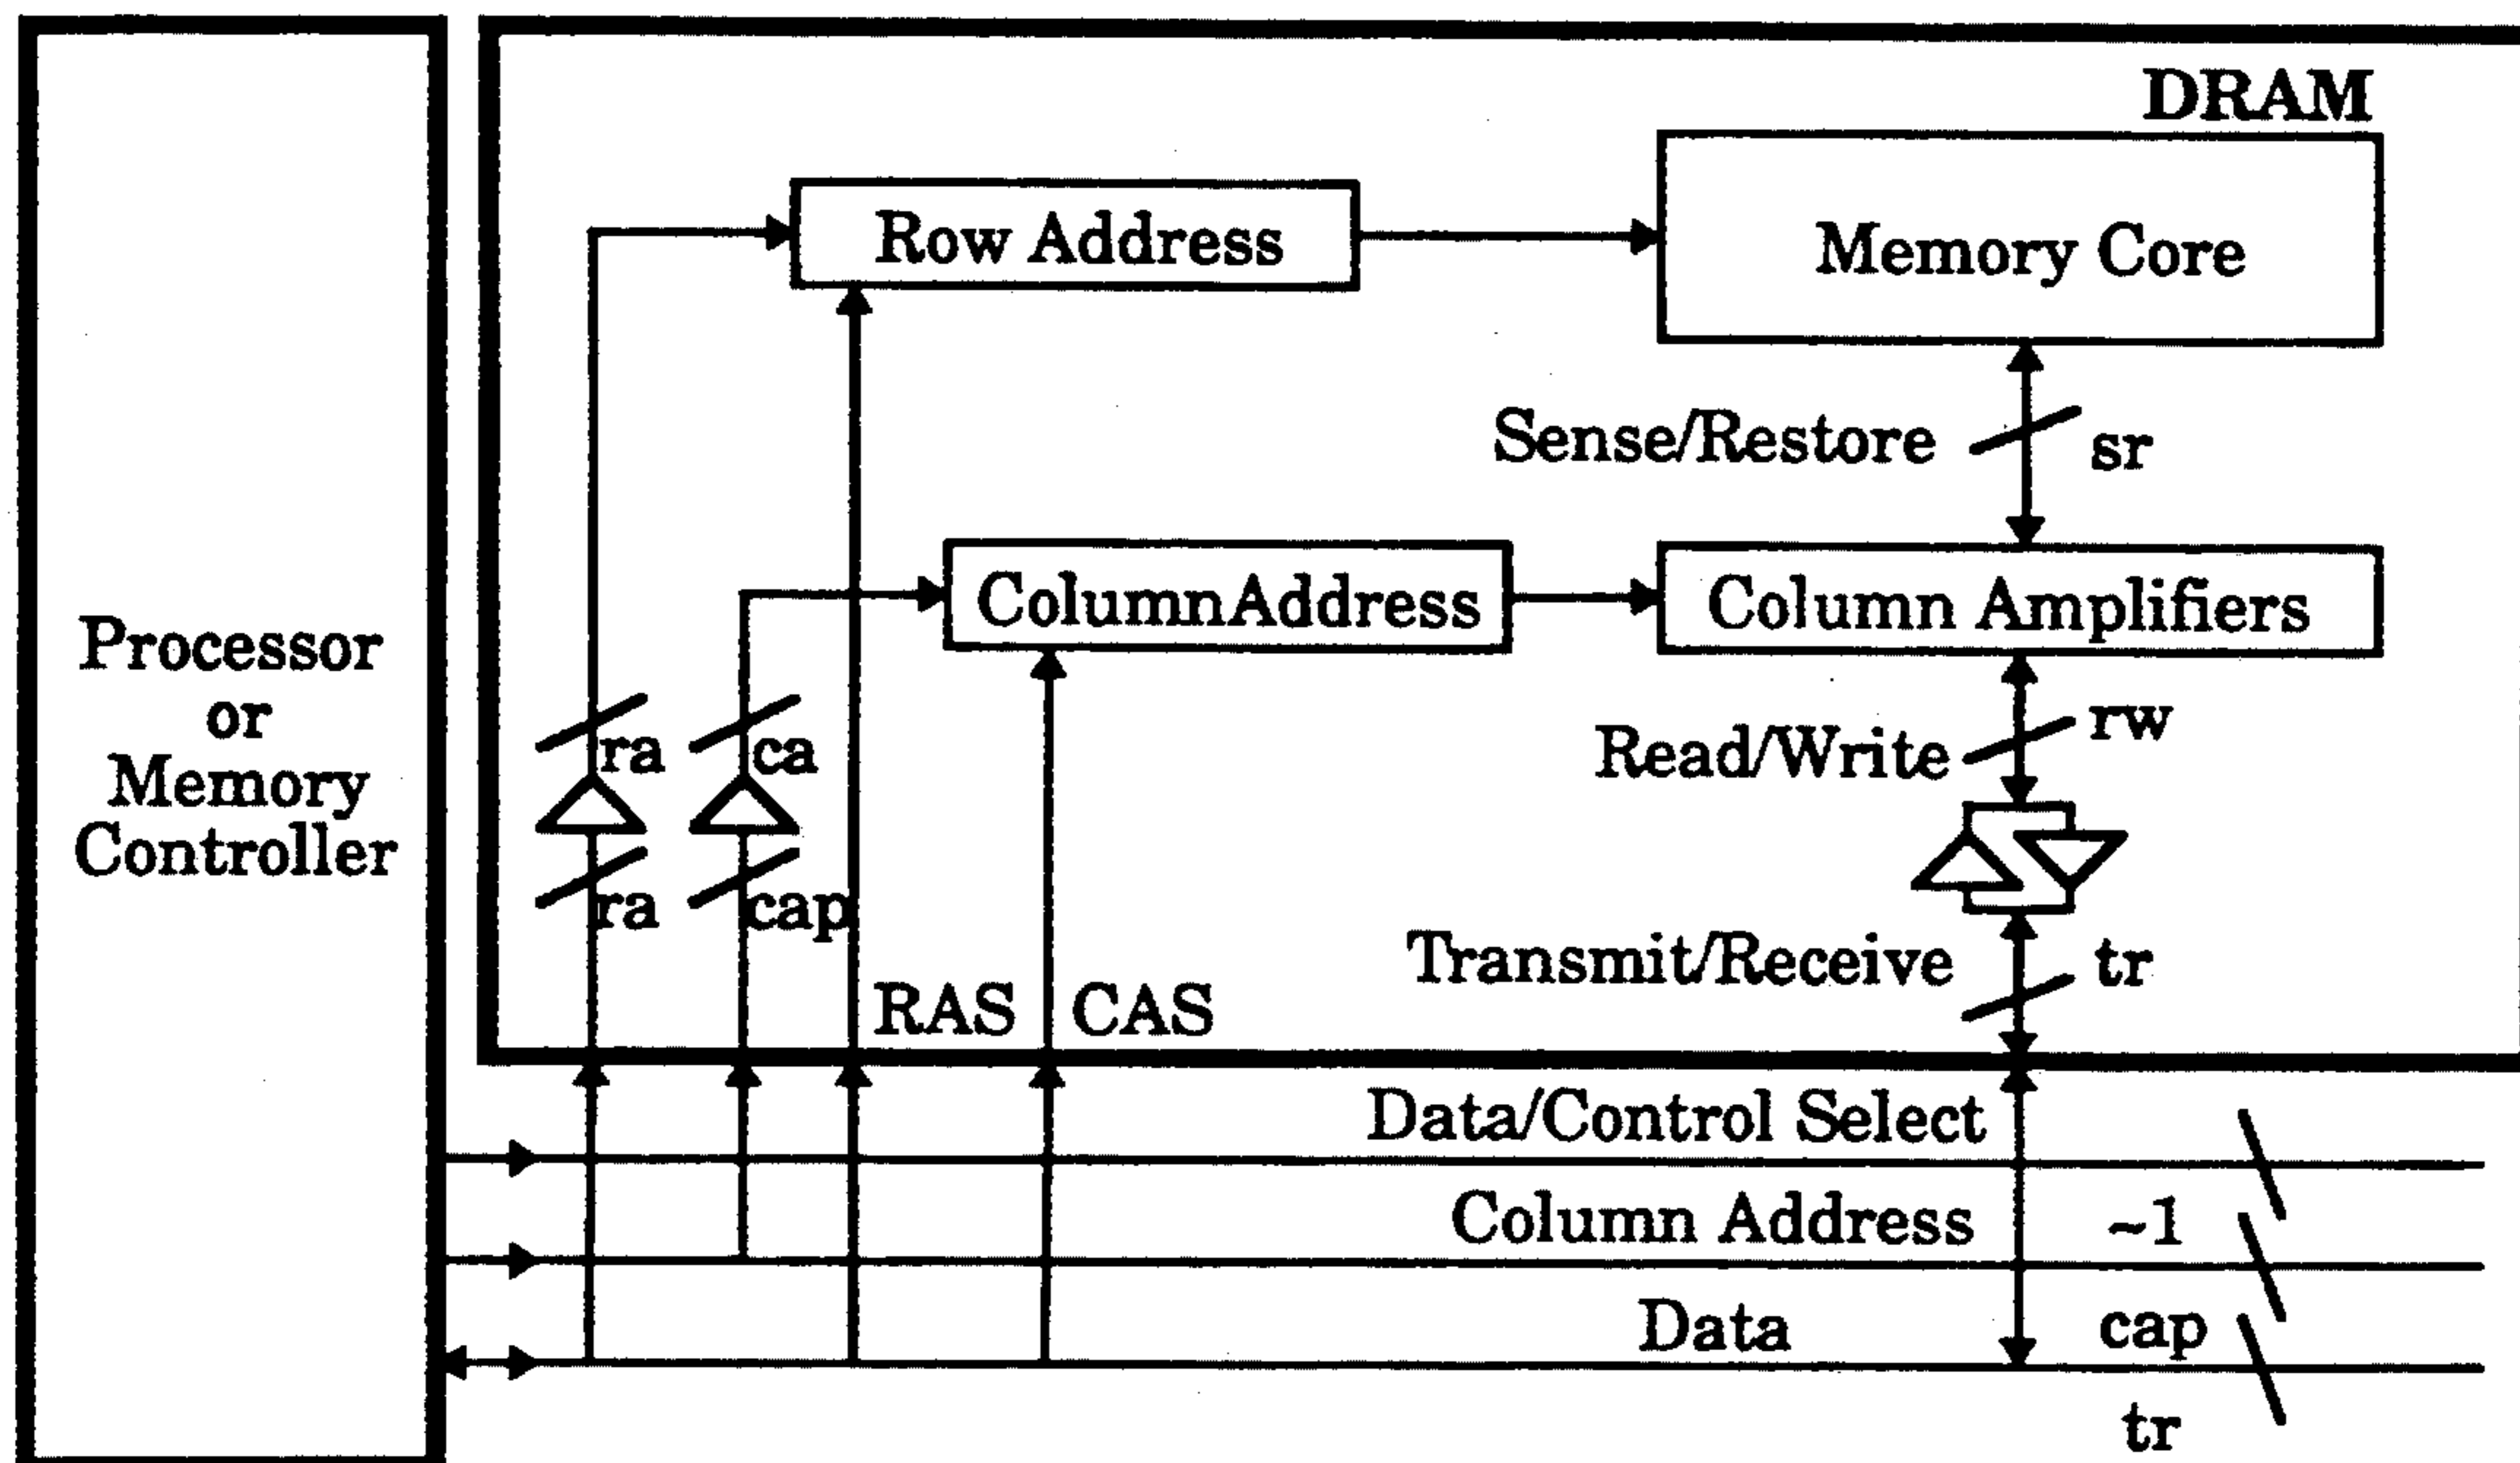 DRAM
Row Address
Memory Core
Sense/Restore
sr
ColumnAddress
Column Amplifiers
Processor
or
Memory
Controller
ra
ca
Read/Write
rw
ra
cap
Transmit/Receive
tr
RAS
CAS
Data/Control Select
Column Address
~1
Data
cap
tr